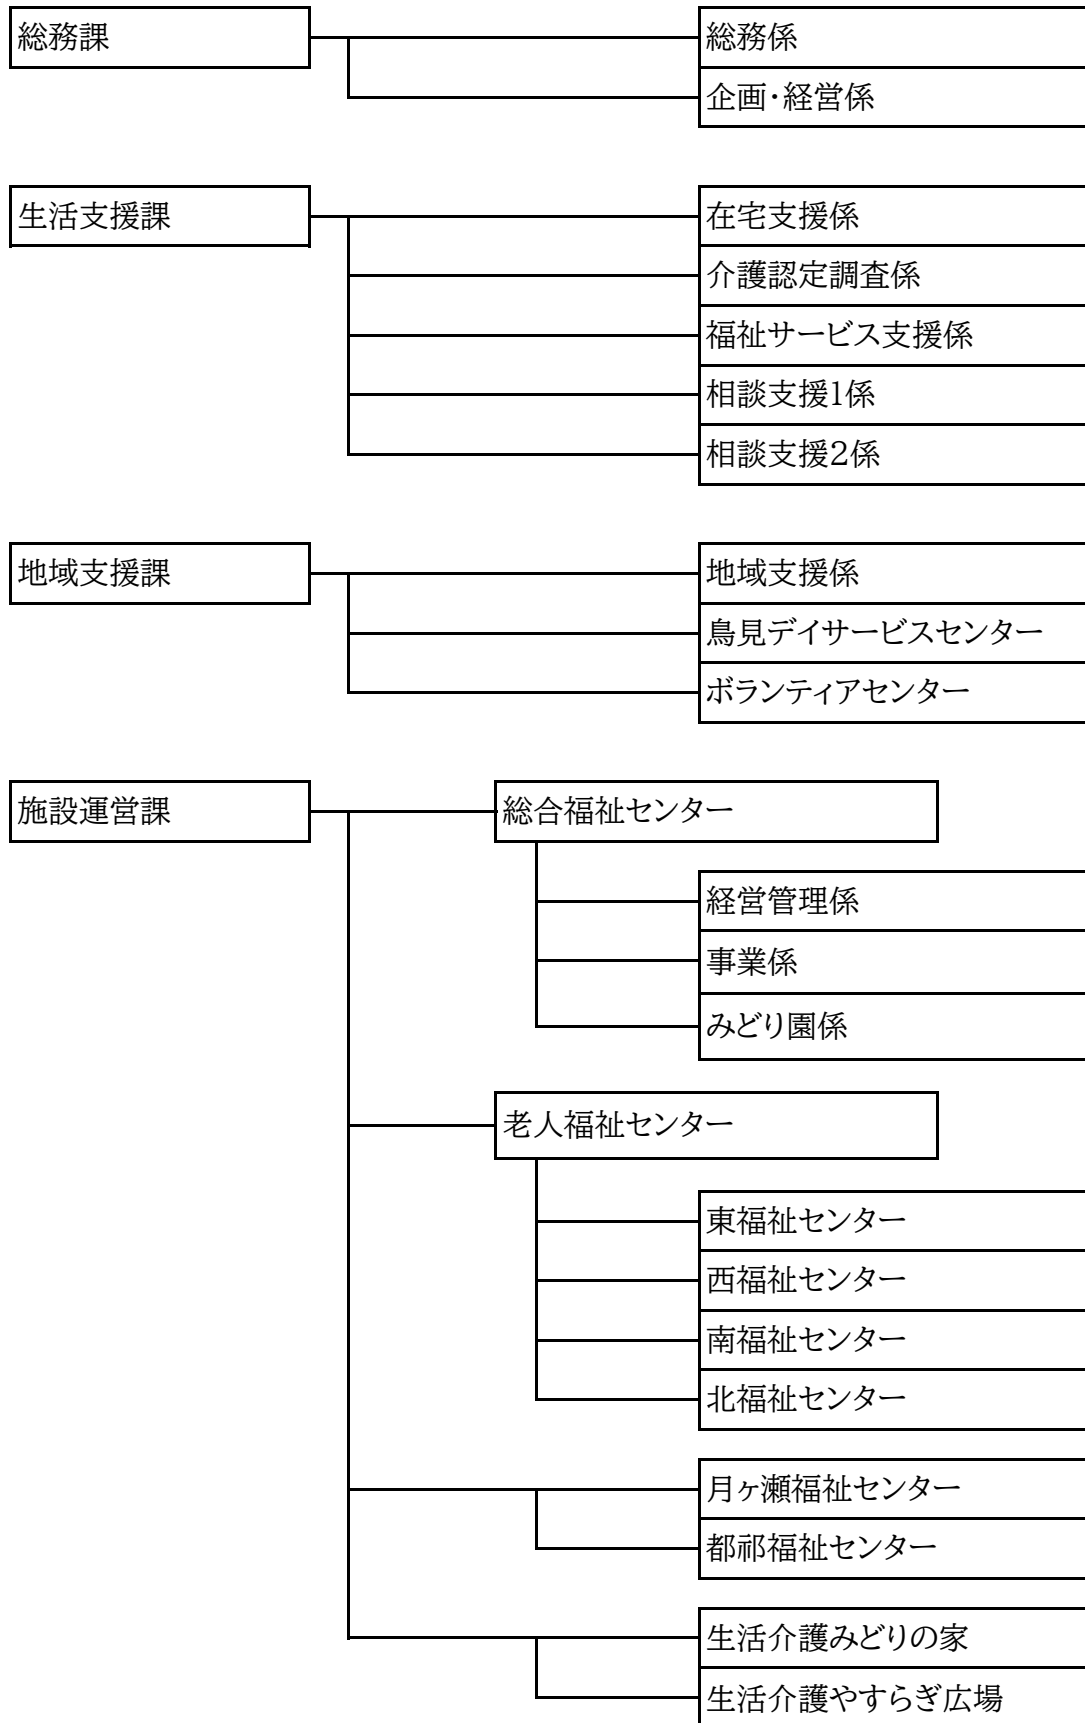 総務課
総務係
企画・経営係
生活支援課
在宅支援係
介護認定調査係
福祉サービス支援係
相談支援1係
相談支援2係
地域支援課
地域支援係
鳥見デイサービスセンター
ボランティアセンター
施設運営課
総合福祉センター
経営管理係
事業係
みどり園係
老人福祉センター
東福祉センター
西福祉センター
南福祉センター
北福祉センター
月ヶ瀬福祉センター
都祁福祉センター
生活介護みどりの家
生活介護やすらぎ広場